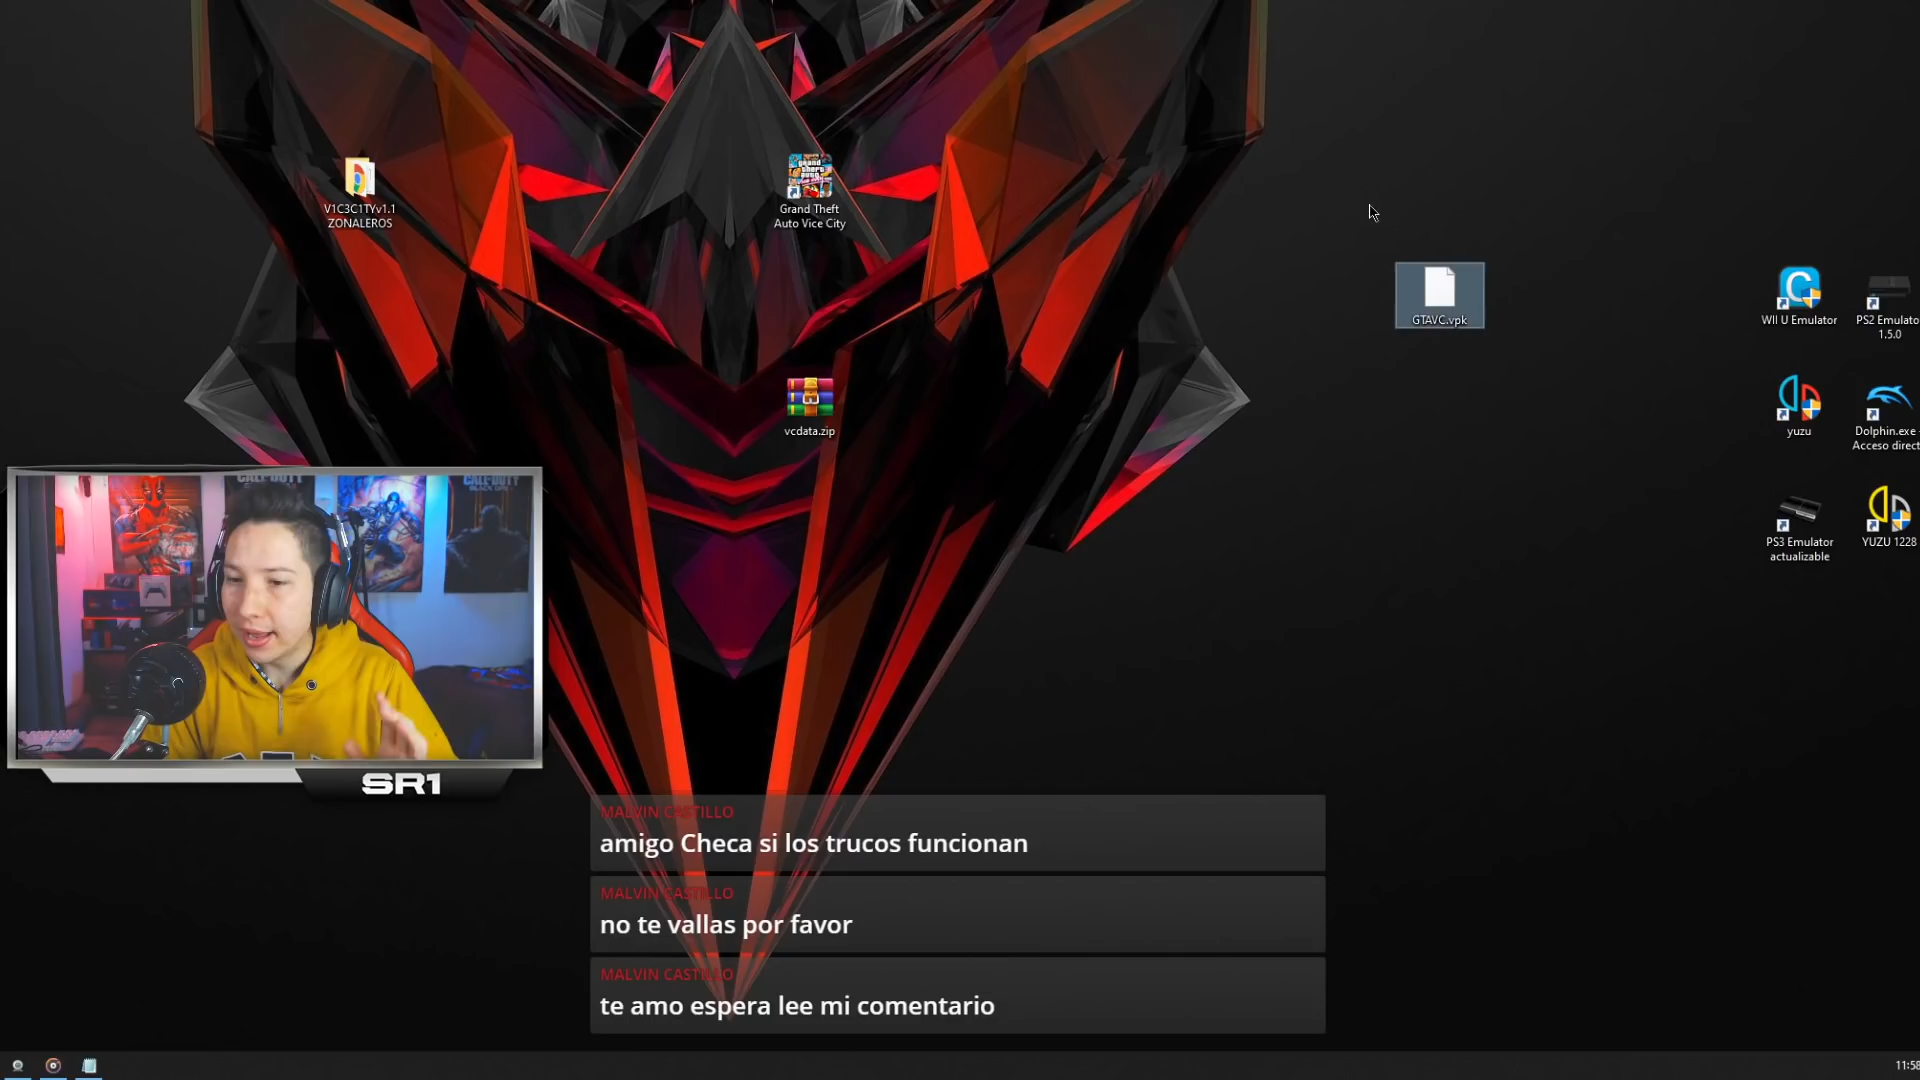 V1C3C1TYv1.1
ZONALEROS
Grand Theft
Auto Vice City
GTAVC.vpk
vcdata.zip
WII U Emulator
PS2 Emulato
1.5.0
yuzu
Dolphin.exe -
Acceso direct
PS3 Emulator
actualizable
YUZU 1228
SR1
MALVIN CASTILLO
amigo Checa si los trucos funcionan
MALVIN CASTILLO
no te vallas por favor
MALVIN CASTILLO
te amo espera lee mi comentario
11:58